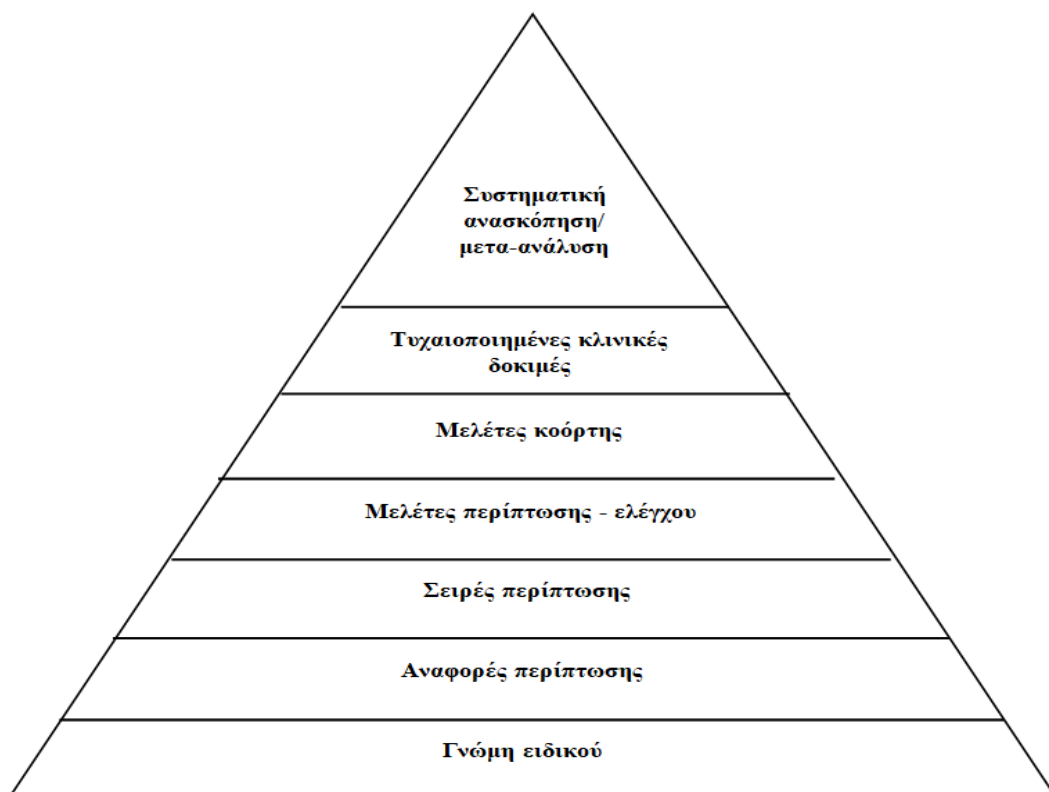 Συστηματική
ανασκόπηση/
μετα-ανάλυση
Τυχαιοποιημένες κλινικές
δοκιμές
Μελέτες κοόρτης
Μελέτες περίπτωσης - ελέγχου
Σειρές περίπτωσης
Αναφορές περίπτωσης
Γνώμη ειδικού